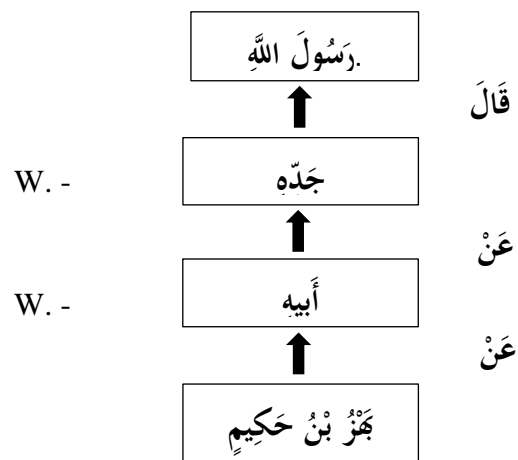 رَسُولَ اللَّهِ.
قَالَ
جَدِّهِ
W. -
عَنْ
أَبِيهِ
W. -
عَنْ
بَهْزُ بْنُ حَكِيمٍ